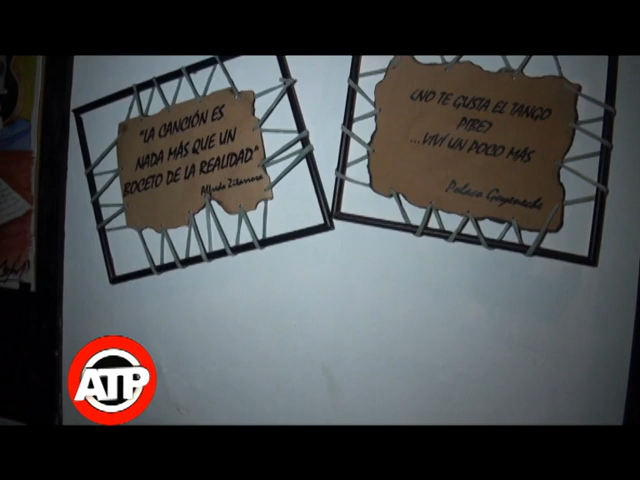 "LA CANCIÓN ES
NADA MÁS QUE UN
BOCETO DE LA REALIDAD"
Alfredo Zitarrosa
(NO TE GUSTA EL TANGO
PIBE)
...VIVÍ UN POCO MÁS
Polaco Goyeneche
ATP